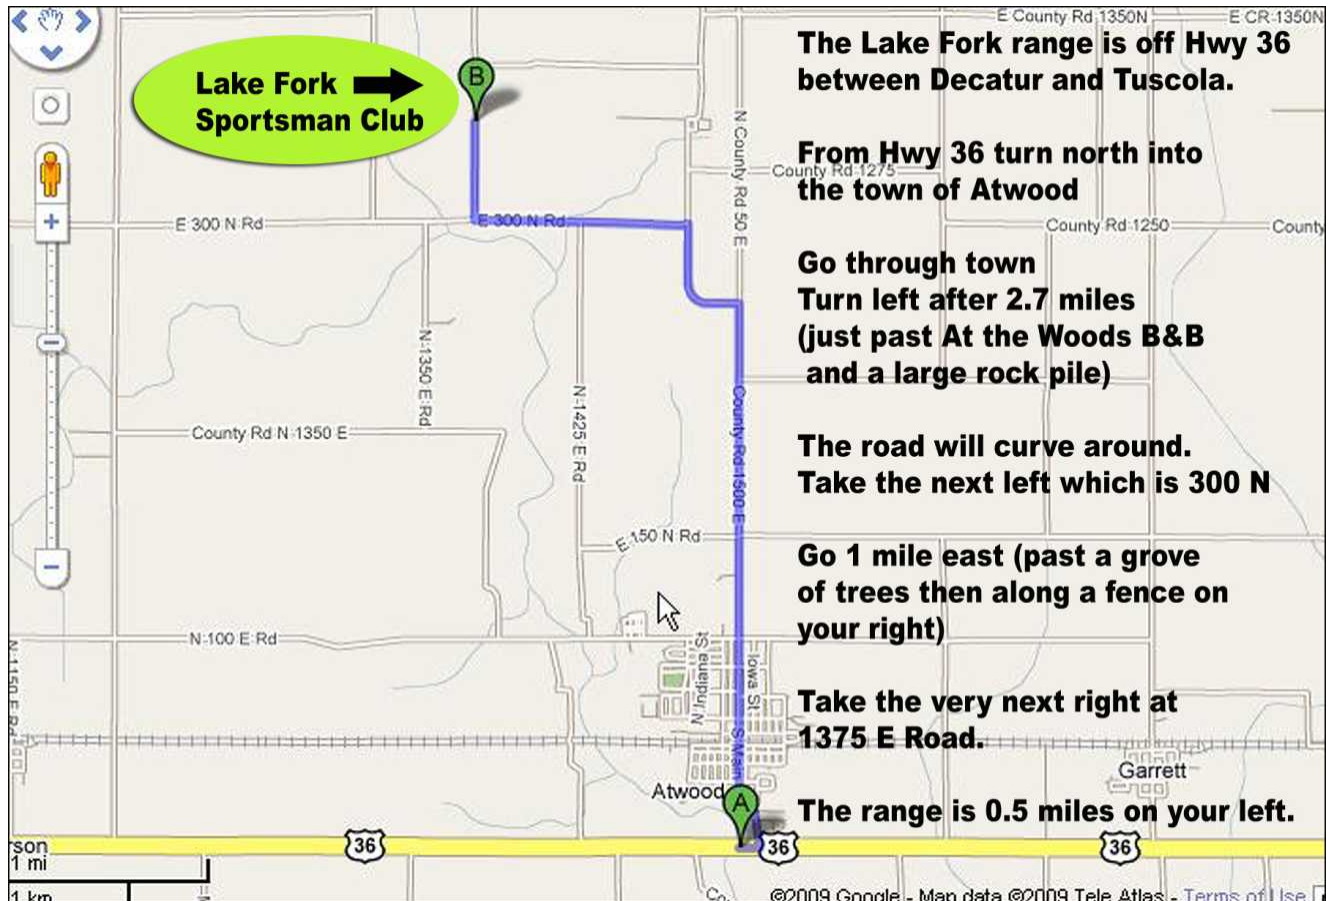 E County Rd 1350N
E CR 1350N
The Lake Fork range is off Hwy 36
between Decatur and Tuscola.
Lake Fork
Sportsman Club
B
N County Rd 50 E
From Hwy 36 turn north into
County Rd 1275
the town of Atwood
E 300 N Rd
E 300 N Rd
County Rd 1250
County
Go through town
Turn left after 2.7 miles
(just past At the Woods B&B
and a large rock pile)
N 1350 E Rd
N 1425 E Rd
County Rd 1500 E
County Rd N 1350 E
The road will curve around.
Take the next left which is 300 N
E 150 N Rd
Go 1 mile east (past a grove
of trees then along a fence on
your right)
N 100 E Rd
N 1150 E Rd
N Indiana St
Iowa St
S Main
Take the very next right at
1375 E Road.
Garrett
Atwood
A
The range is 0.5 miles on your left.
36
36
36
rson
1 mi
1 km
Co
©2009 Google - Map data ©2009 Tele Atlas - Terms of Use